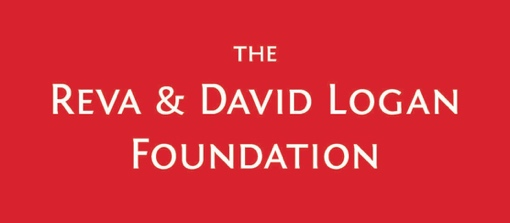 THE
REVA & DAVID LOGAN
FOUNDATION